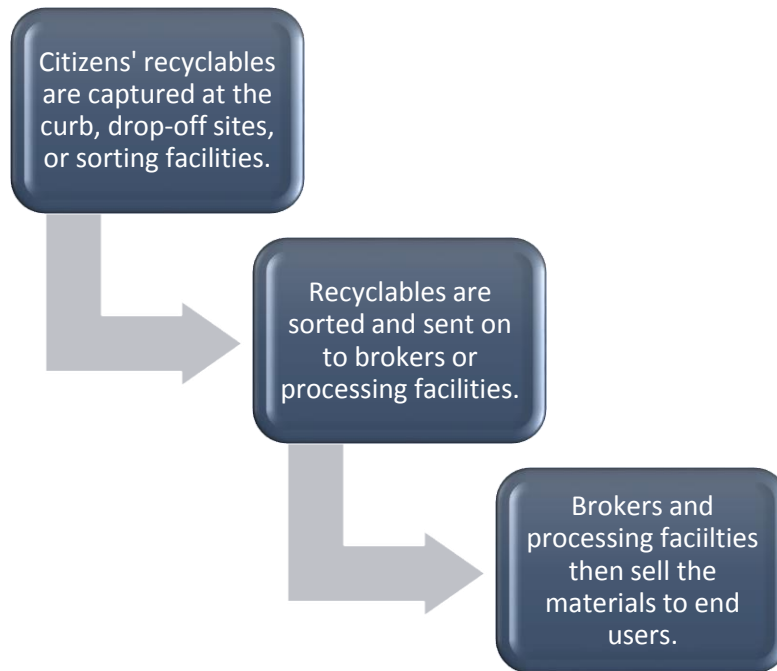 Citizens' recyclables
are captured at the
curb, drop-off sites,
or sorting facilities.
Recyclables are
sorted and sent on
to brokers or
processing facilities.
Brokers and
processing faciilties
then sell the
materials to end
users.